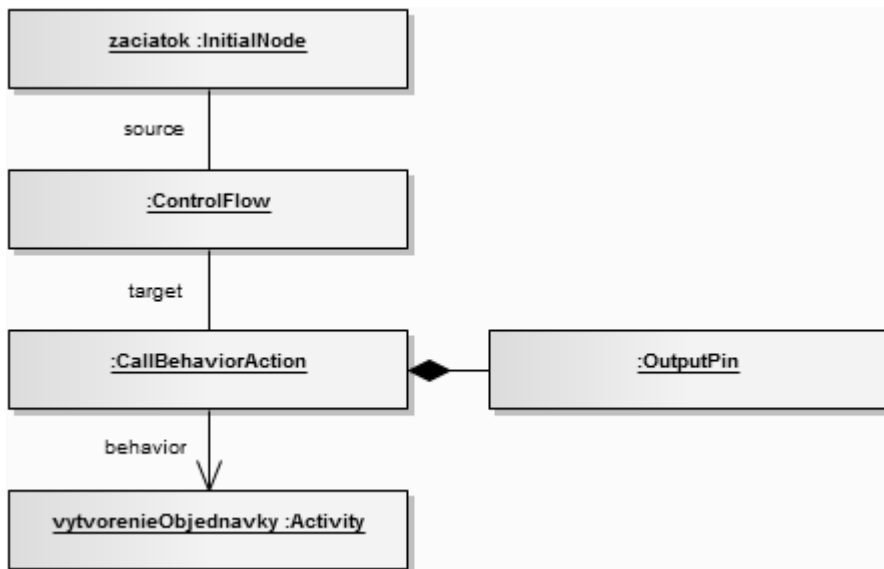 zaciatok :InitialNode
source
:ControlFlow
target
:CallBehaviorAction
:OutputPin
behavior
vytvorenieObjednavky :Activity